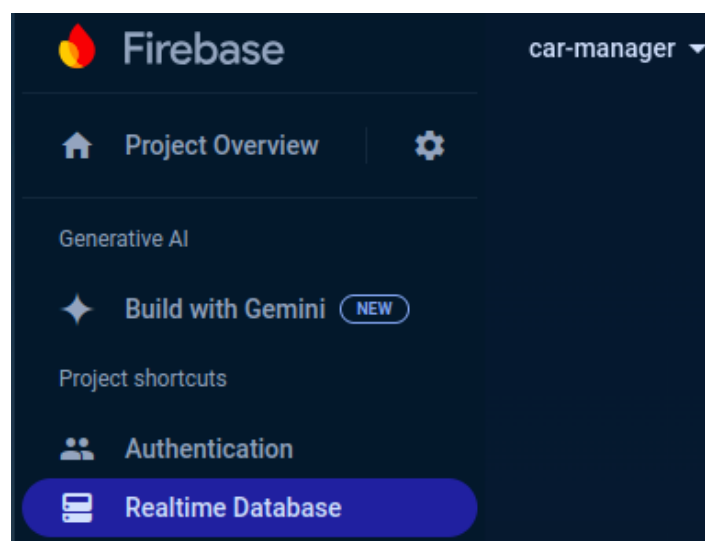 Firebase
car-manager
Project Overview
Generative AI
Build with Gemini NEW
Project shortcuts
Authentication
Realtime Database